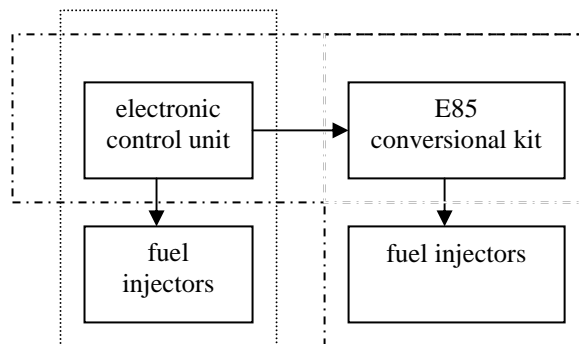 electronic
control unit
E85
conversional kit
fuel
injectors
fuel injectors